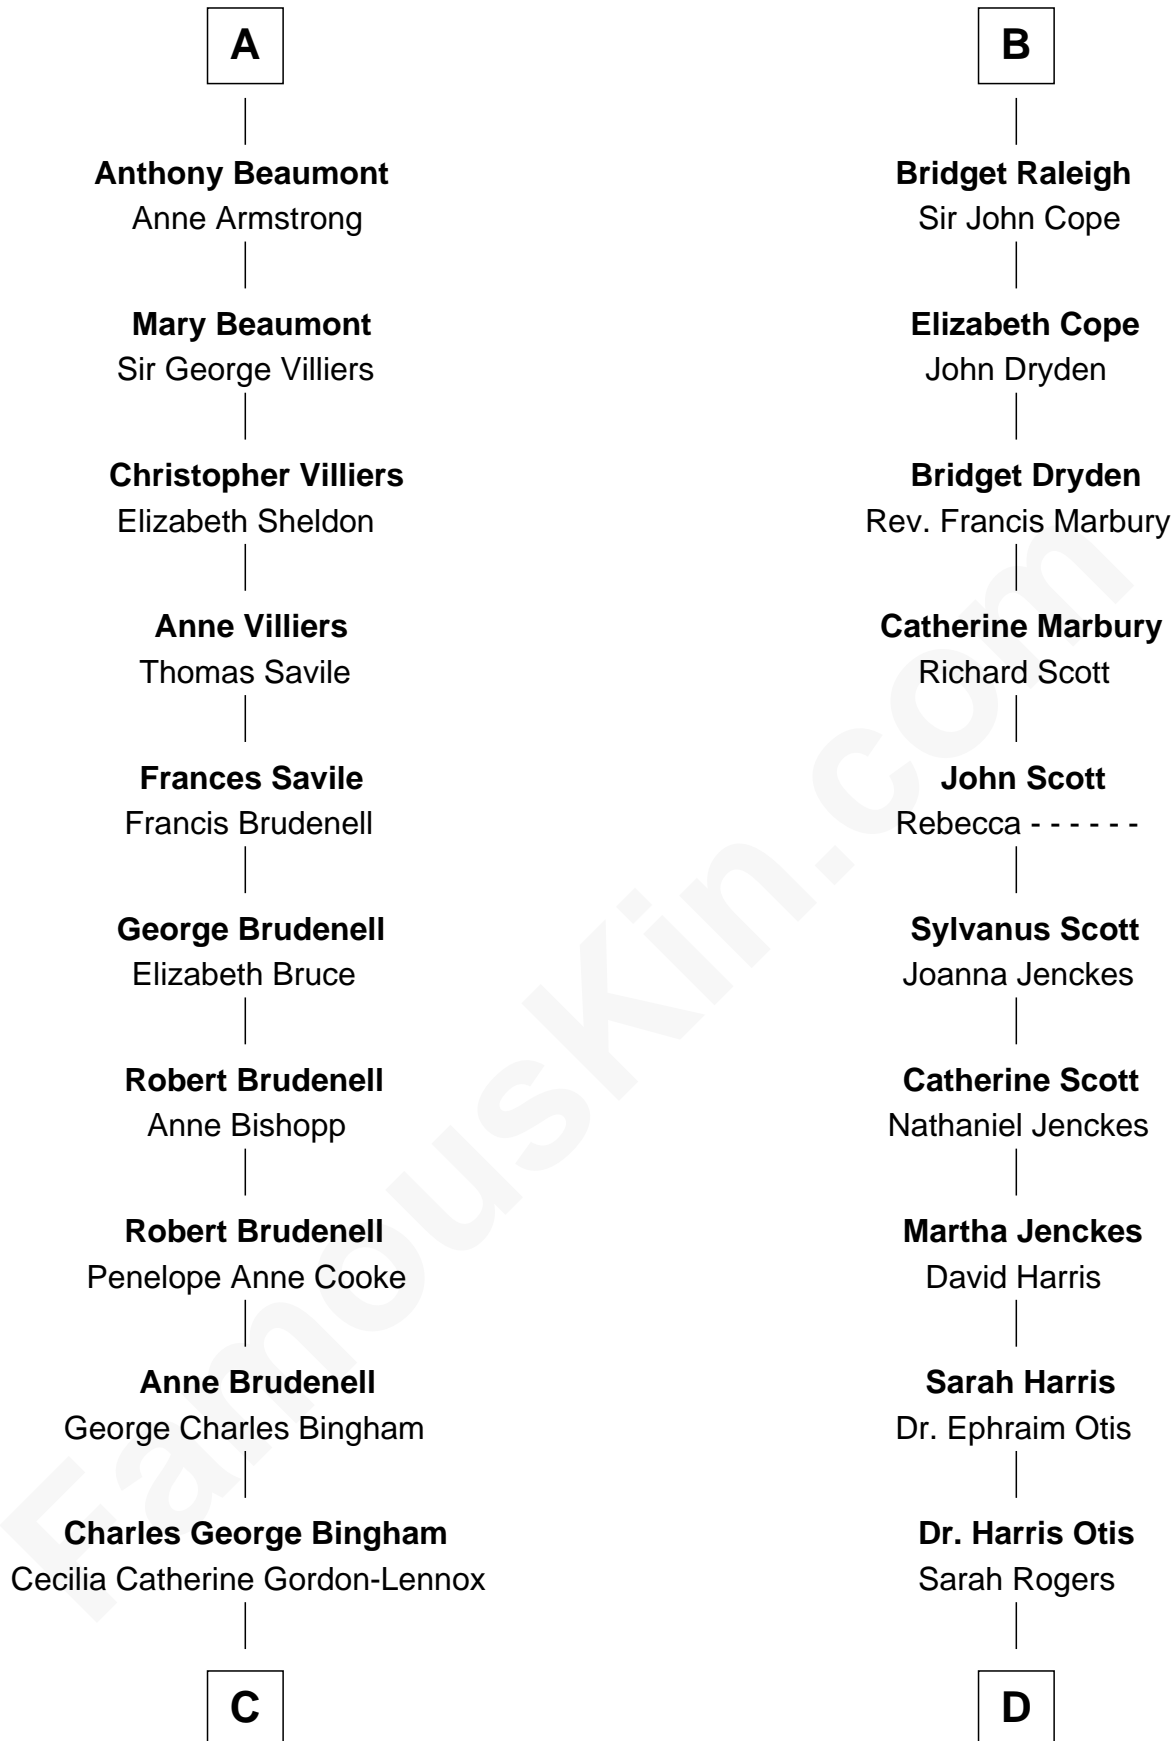 A
Anthony Beaumont
Anne Armstrong
Mary Beaumont
Sir George Villiers
Christopher Villiers
Elizabeth Sheldon
Anne Villiers
Thomas Savile
Frances Savile
Francis Brudenell
George Brudenell
Elizabeth Bruce
Robert Brudenell
Anne Bishopp
Robert Brudenell
Penelope Anne Cooke
Anne Brudenell
George Charles Bingham
Charles George Bingham
Cecilia Catherine Gordon-Lennox
C
B
Bridget Raleigh
Sir John Cope
Elizabeth Cope
John Dryden
Bridget Dryden
Rev. Francis Marbury
Catherine Marbury
Richard Scott
John Scott
Rebecca - - - - - -
Sylvanus Scott
Joanna Jenckes
Catherine Scott
Nathaniel Jenckes
Martha Jenckes
David Harris
Sarah Harris
Dr. Ephraim Otis
Dr. Harris Otis
Sarah Rogers
D
FamousKin.com